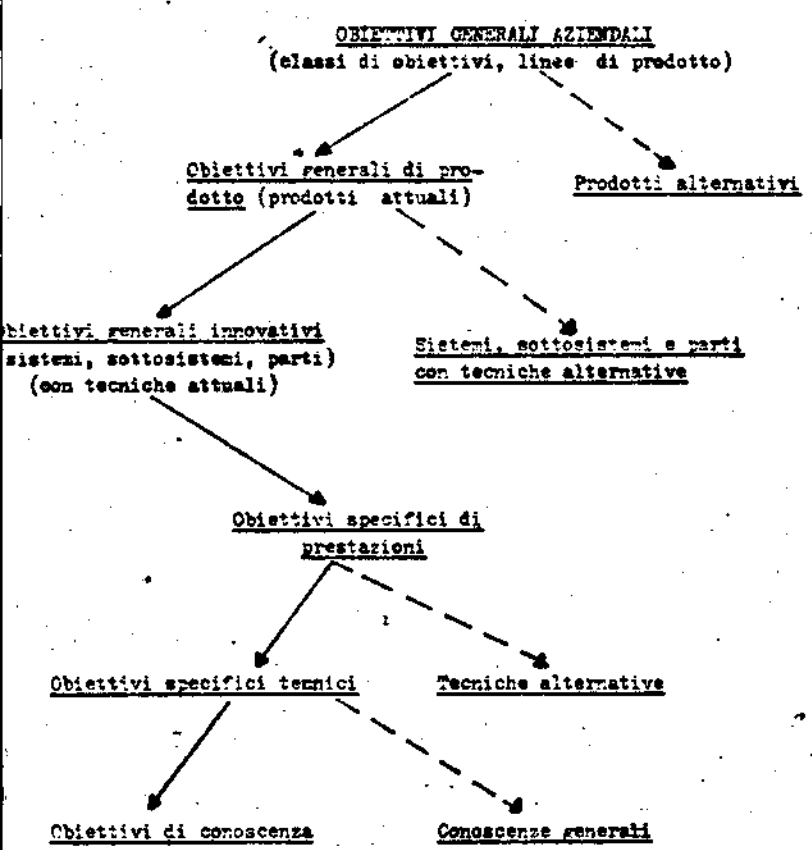 OBIETTIVI GENERALI AZIENDALI
(classi di obiettivi, linee di prodotto)
Obiettivi generali di pro-
dotto (prodotti attuali)
Prodotti alternativi
Obiettivi generali innovativi
(sistemi, sottosistemi, parti)
(con tecniche attuali)
Sistemi, sottosistemi e parti
con tecniche alternative
Obiettivi specifici di
prestazioni
Obiettivi specifici tecnici
Tecniche alternative
Obiettivi di conoscenza
Conoscenze generali